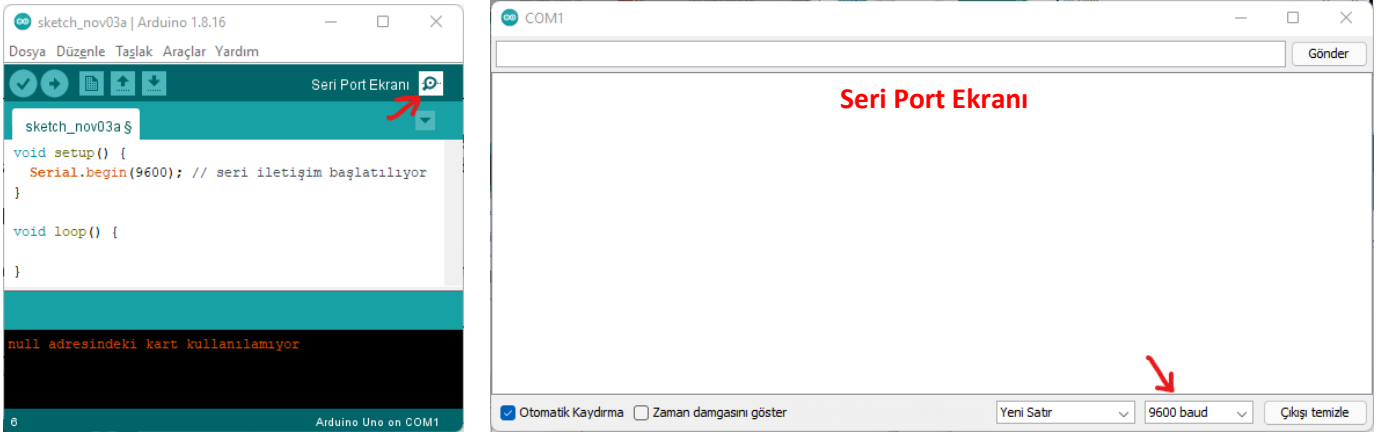 sketch_nov03a | Arduino 1.8.16
Dosya Düzenle Taslak Araçlar Yardım
Seri Port Ekranı
sketch_nov03a §
void setup() {
Serial.begin(9600); // seri iletişim başlatılıyor
}
void loop() {
}
null adresindeki kart kullanılamıyor
6
Arduino Uno on COM1
COM1
Gönder
Seri Port Ekranı
Otomatik Kaydırma
Zaman damgasını göster
Yeni Satır
9600 baud
Çıkışı temizle